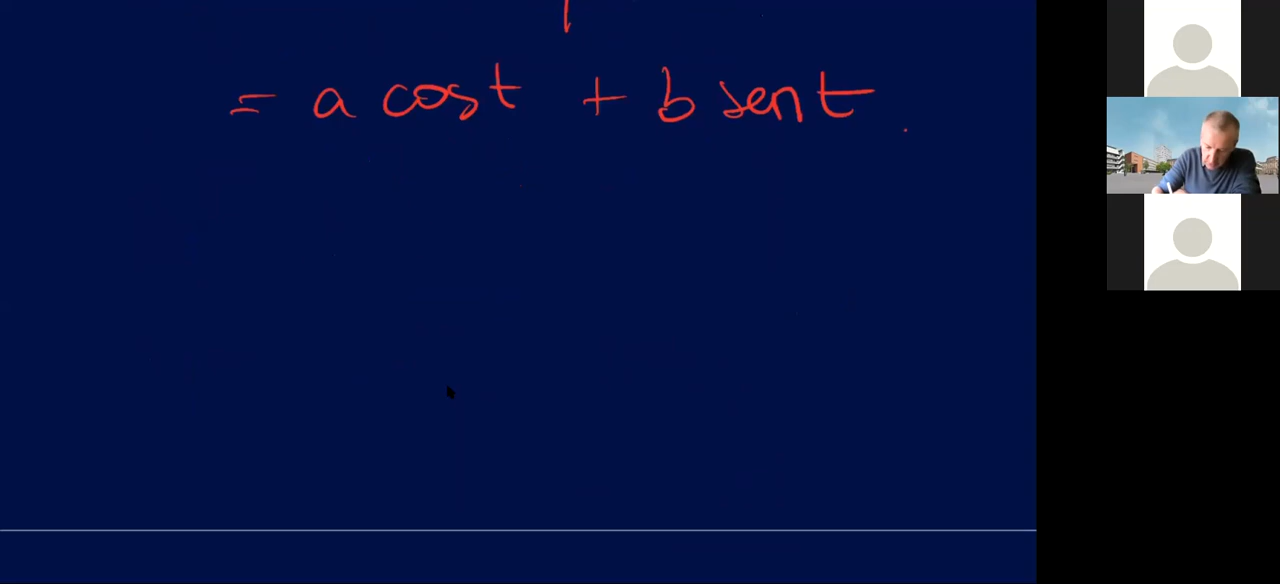 = a cost + b sent.